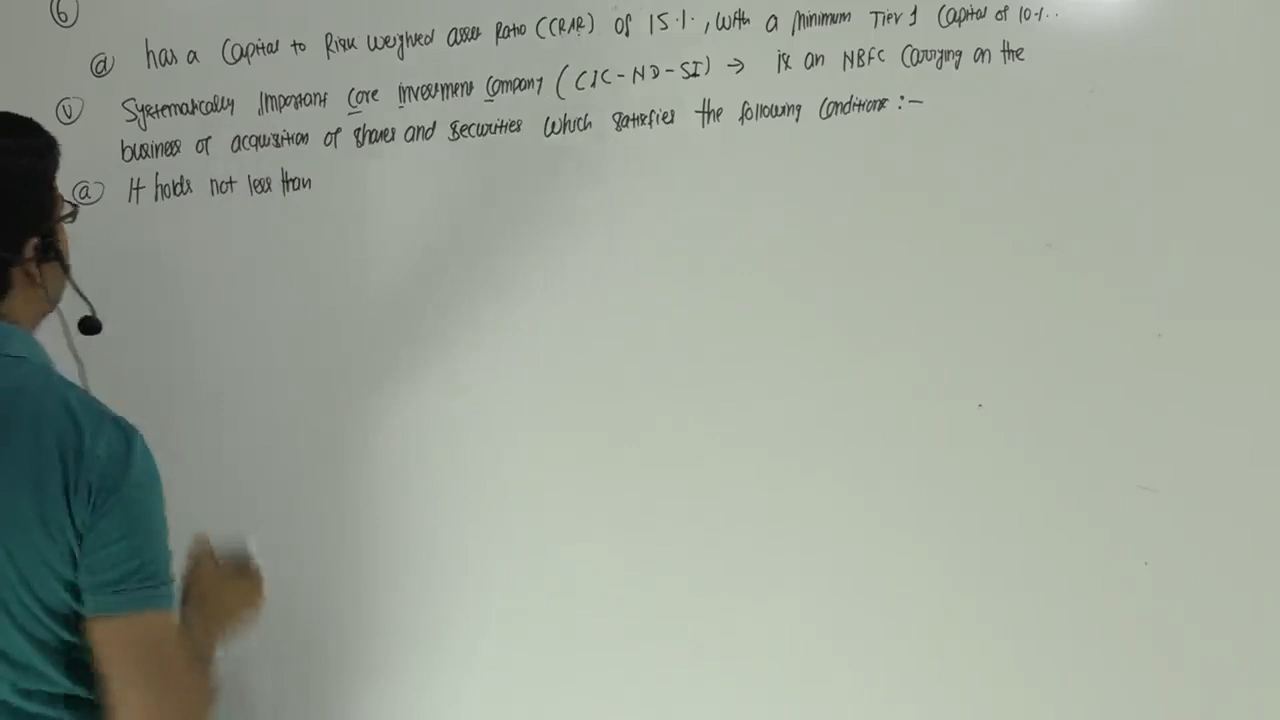 6
d has a Capital to Risk Weighted asset Ratio (CRAR) of 15%, with a minimum Tier 1 Capital of 10%.
v Systematically Important Core investment Company (CIC-ND-SI) → is an NBFC Carrying on the
business of acquisition of shares and securities which satisfies the following Conditions :-
a It holds not less than